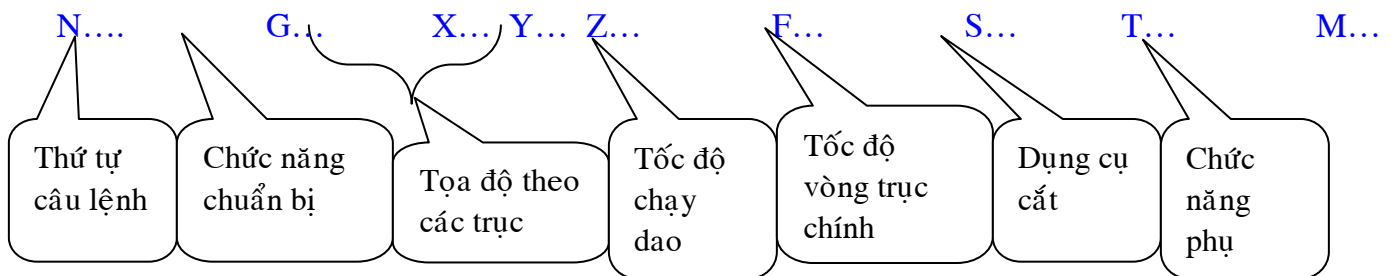 N.... G... X... Y... Z... F... S... T... M...
Thứ tự
câu lệnh
Chức năng
chuẩn bị
Tọa độ theo
các trục
Tốc độ
chạy
dao
Tốc độ
vòng trục
chính
Dụng cụ
cắt
Chức
năng
phụ